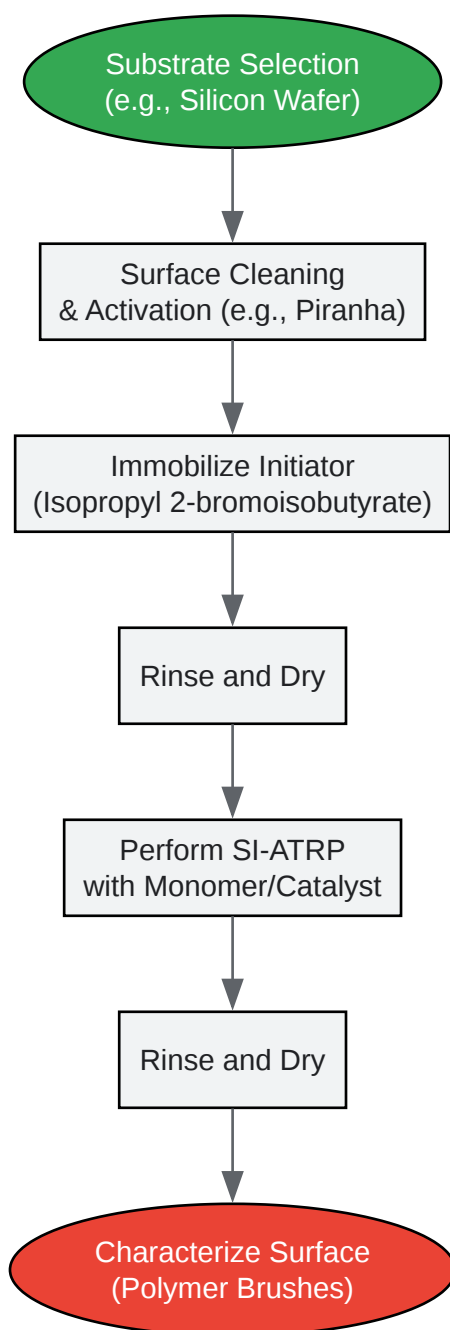 Substrate Selection
(e.g., Silicon Wafer)
Surface Cleaning
& Activation (e.g., Piranha)
Immobilize Initiator
(Isopropyl 2-bromoisobutyrate)
Rinse and Dry
Perform SI-ATRP
with Monomer/Catalyst
Rinse and Dry
Characterize Surface
(Polymer Brushes)